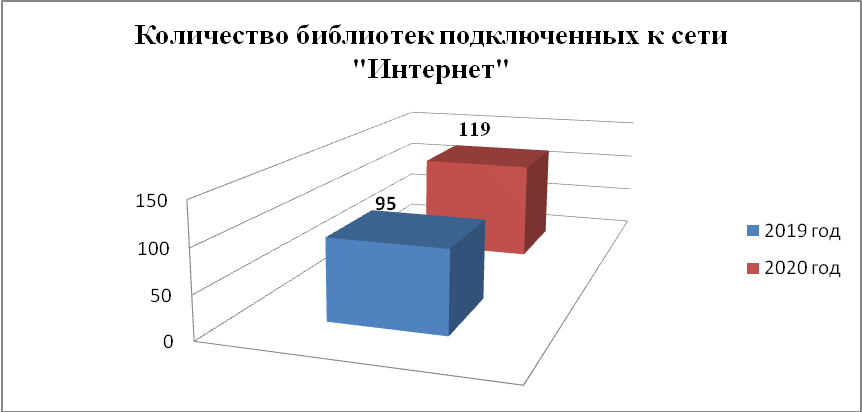 Количество библиотек подключенных к сети
"Интернет"
119
95
150
100
50
0
2019 год
2020 год